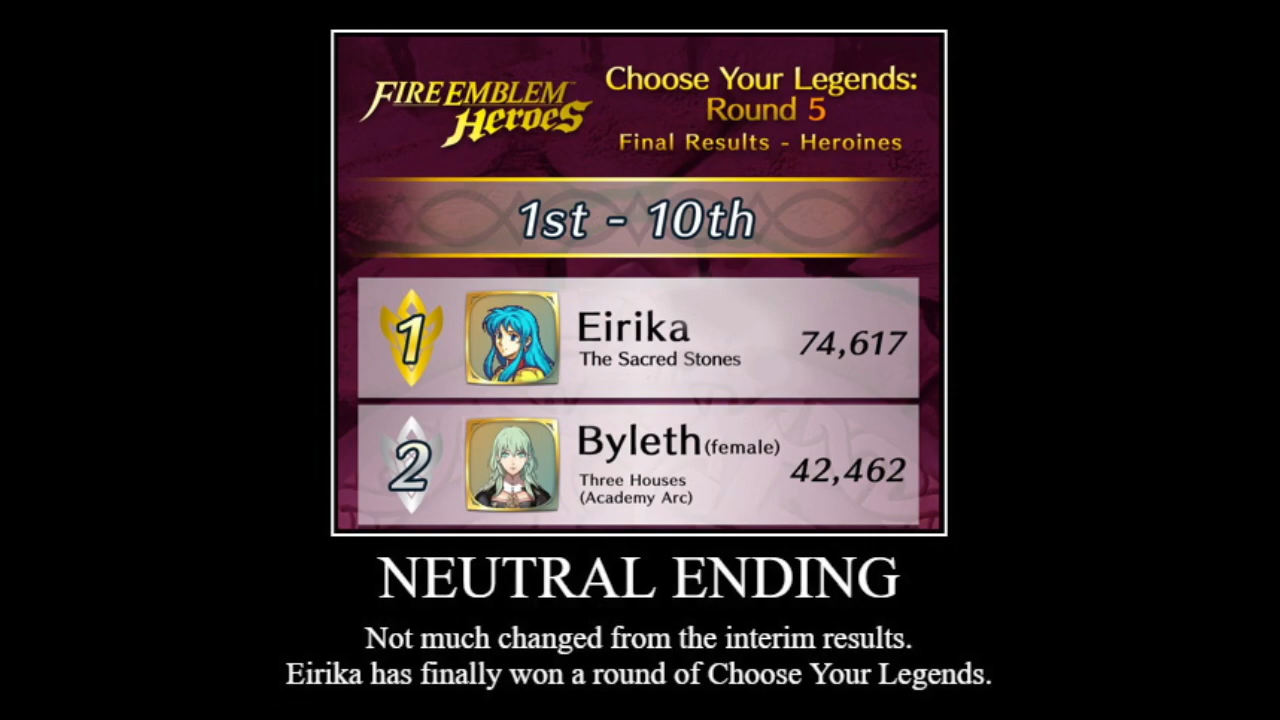 FIRE EMBLEM™
Heroes
Choose Your Legends:
Round 5
Final Results - Heroines
1st - 10th
1
Eirika
The Sacred Stones
74,617
2
Byleth (female)
Three Houses
(Academy Arc)
42,462
NEUTRAL ENDING
Not much changed from the interim results.
Eirika has finally won a round of Choose Your Legends.